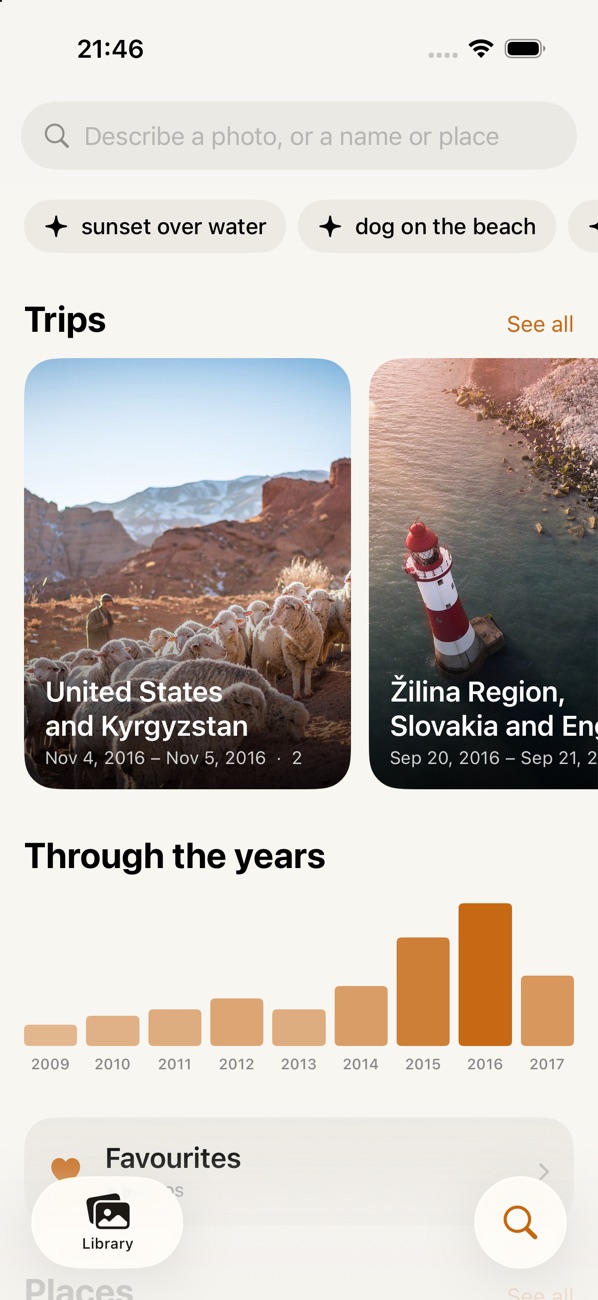 21:46
Describe a photo, or a name or place
sunset over water
dog on the beach
Trips
See all
United States
and Kyrgyzstan
Nov 4, 2016 – Nov 5, 2016 · 2
Žilina Region,
Slovakia and
Sep 20, 2016 – Sep 21,
Through the years
2009 2010 2011 2012 2013 2014 2015 2016 2017
Favourites
Library
Places
See all